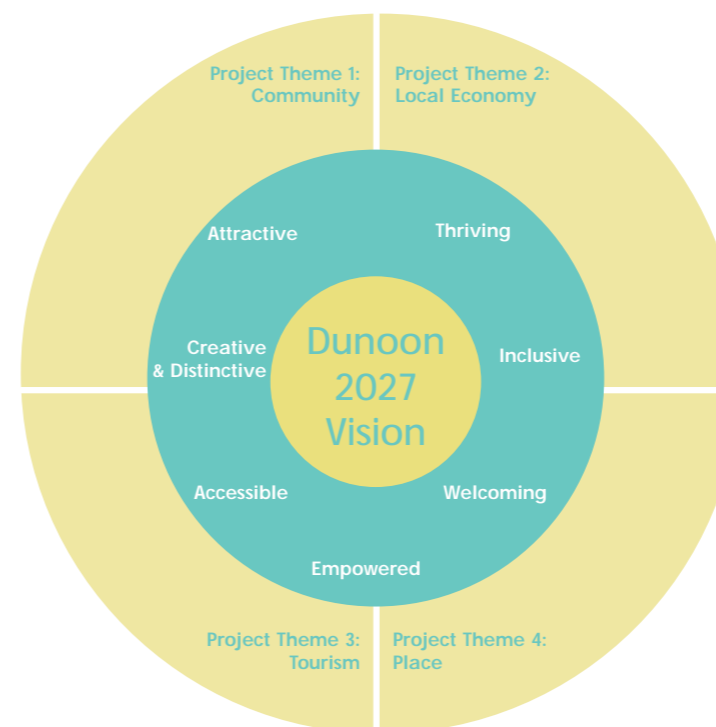 Project Theme 1:
Community
Project Theme 2:
Local Economy
Attractive
Thriving
Creative
& Distinctive
Dunoon
2027
Vision
Inclusive
Accessible
Welcoming
Empowered
Project Theme 3:
Tourism
Project Theme 4:
Place